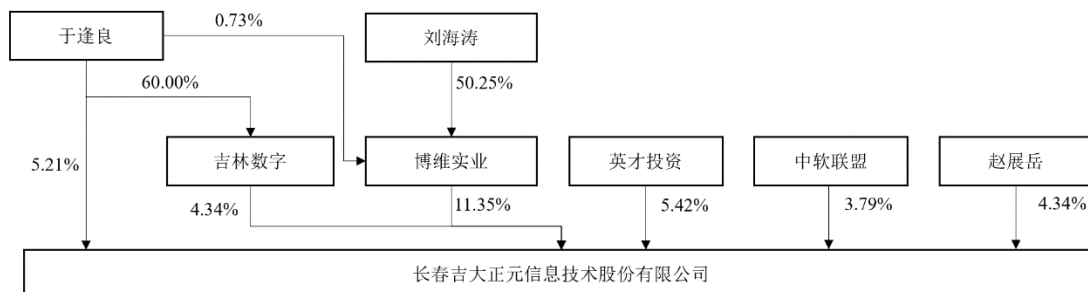 于逢良
0.73%
刘海涛
60.00%
50.25%
5.21%
吉林数字
博维实业
英才投资
中软联盟
赵展岳
4.34%
11.35%
5.42%
3.79%
4.34%
长春吉大正元信息技术股份有限公司